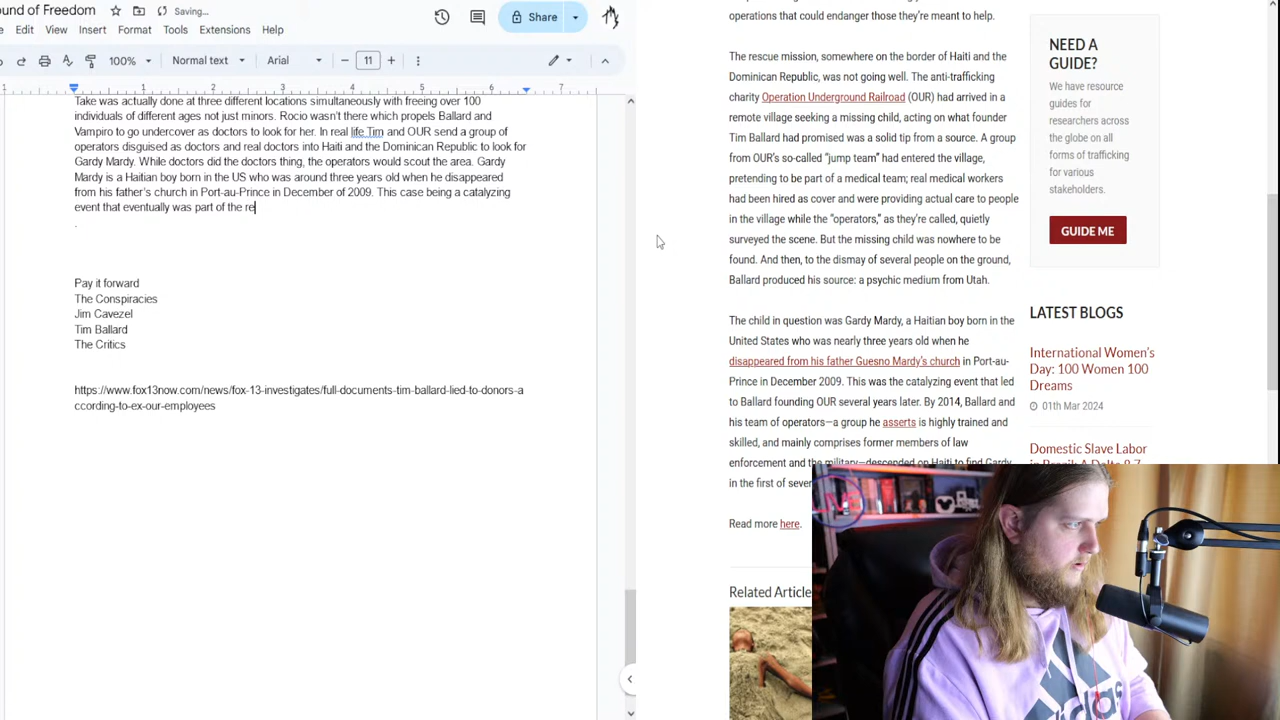 ound of Freedom
Saving...
Edit View Insert Format Tools Extensions Help
Share
100% Normal text Arial 11
1 1 2 3 4 5 6 7
Take was actually done at three different locations simultaneously with freeing over 100
individuals of different ages not just minors. Rocio wasn't there which propels Ballard and
Vampiro to go undercover as doctors to look for her. In real life Tim and OUR send a group of
operators disguised as doctors and real doctors into Haiti and the Dominican Republic to look for
Gardy Mardy. While doctors did the doctors thing, the operators would scout the area. Gardy
Mardy is a Haitian boy born in the US who was around three years old when he disappeared
from his father's church in Port-au-Prince in December of 2009. This case being a catalyzing
event that eventually was part of the re
.
Pay it forward
The Conspiracies
Jim Cavezel
Tim Ballard
The Critics
https://www.fox13now.com/news/fox-13-investigates/full-documents-tim-ballard-lied-to-donors-a
ccording-to-ex-our-employees
operations that could endanger those they're meant to help.
The rescue mission, somewhere on the border of Haiti and the
Dominican Republic, was not going well. The anti-trafficking
charity Operation Underground Railroad (OUR) had arrived in a
remote village seeking a missing child, acting on what founder
Tim Ballard had promised was a solid tip from a source. A group
from OUR's so-called "jump team" had entered the village,
pretending to be part of a medical team; real medical workers
had been hired as cover and were providing actual care to people
in the village while the "operators," as they're called, quietly
surveyed the scene. But the missing child was nowhere to be
found. And then, to the dismay of several people on the ground,
Ballard produced his source: a psychic medium from Utah.
The child in question was Gardy Mardy, a Haitian boy born in the
United States who was nearly three years old when he
disappeared from his father Guesno Mardy's church in Port-au-
Prince in December 2009. This was the catalyzing event that led
to Ballard founding OUR several years later. By 2014, Ballard and
his team of operators—a group he asserts is highly trained and
skilled, and mainly comprises former members of law
enforcement and the military—descended on Haiti to find Gardy
in the first of seve
Read more here.
Related Article
NEED A
GUIDE?
We have resource
guides for
researchers across
the globe on all
forms of trafficking
for various
stakeholders.
GUIDE ME
LATEST BLOGS
International Women's
Day: 100 Women 100
Dreams
01th Mar 2024
Domestic Slave Labor
LIVE
adidas